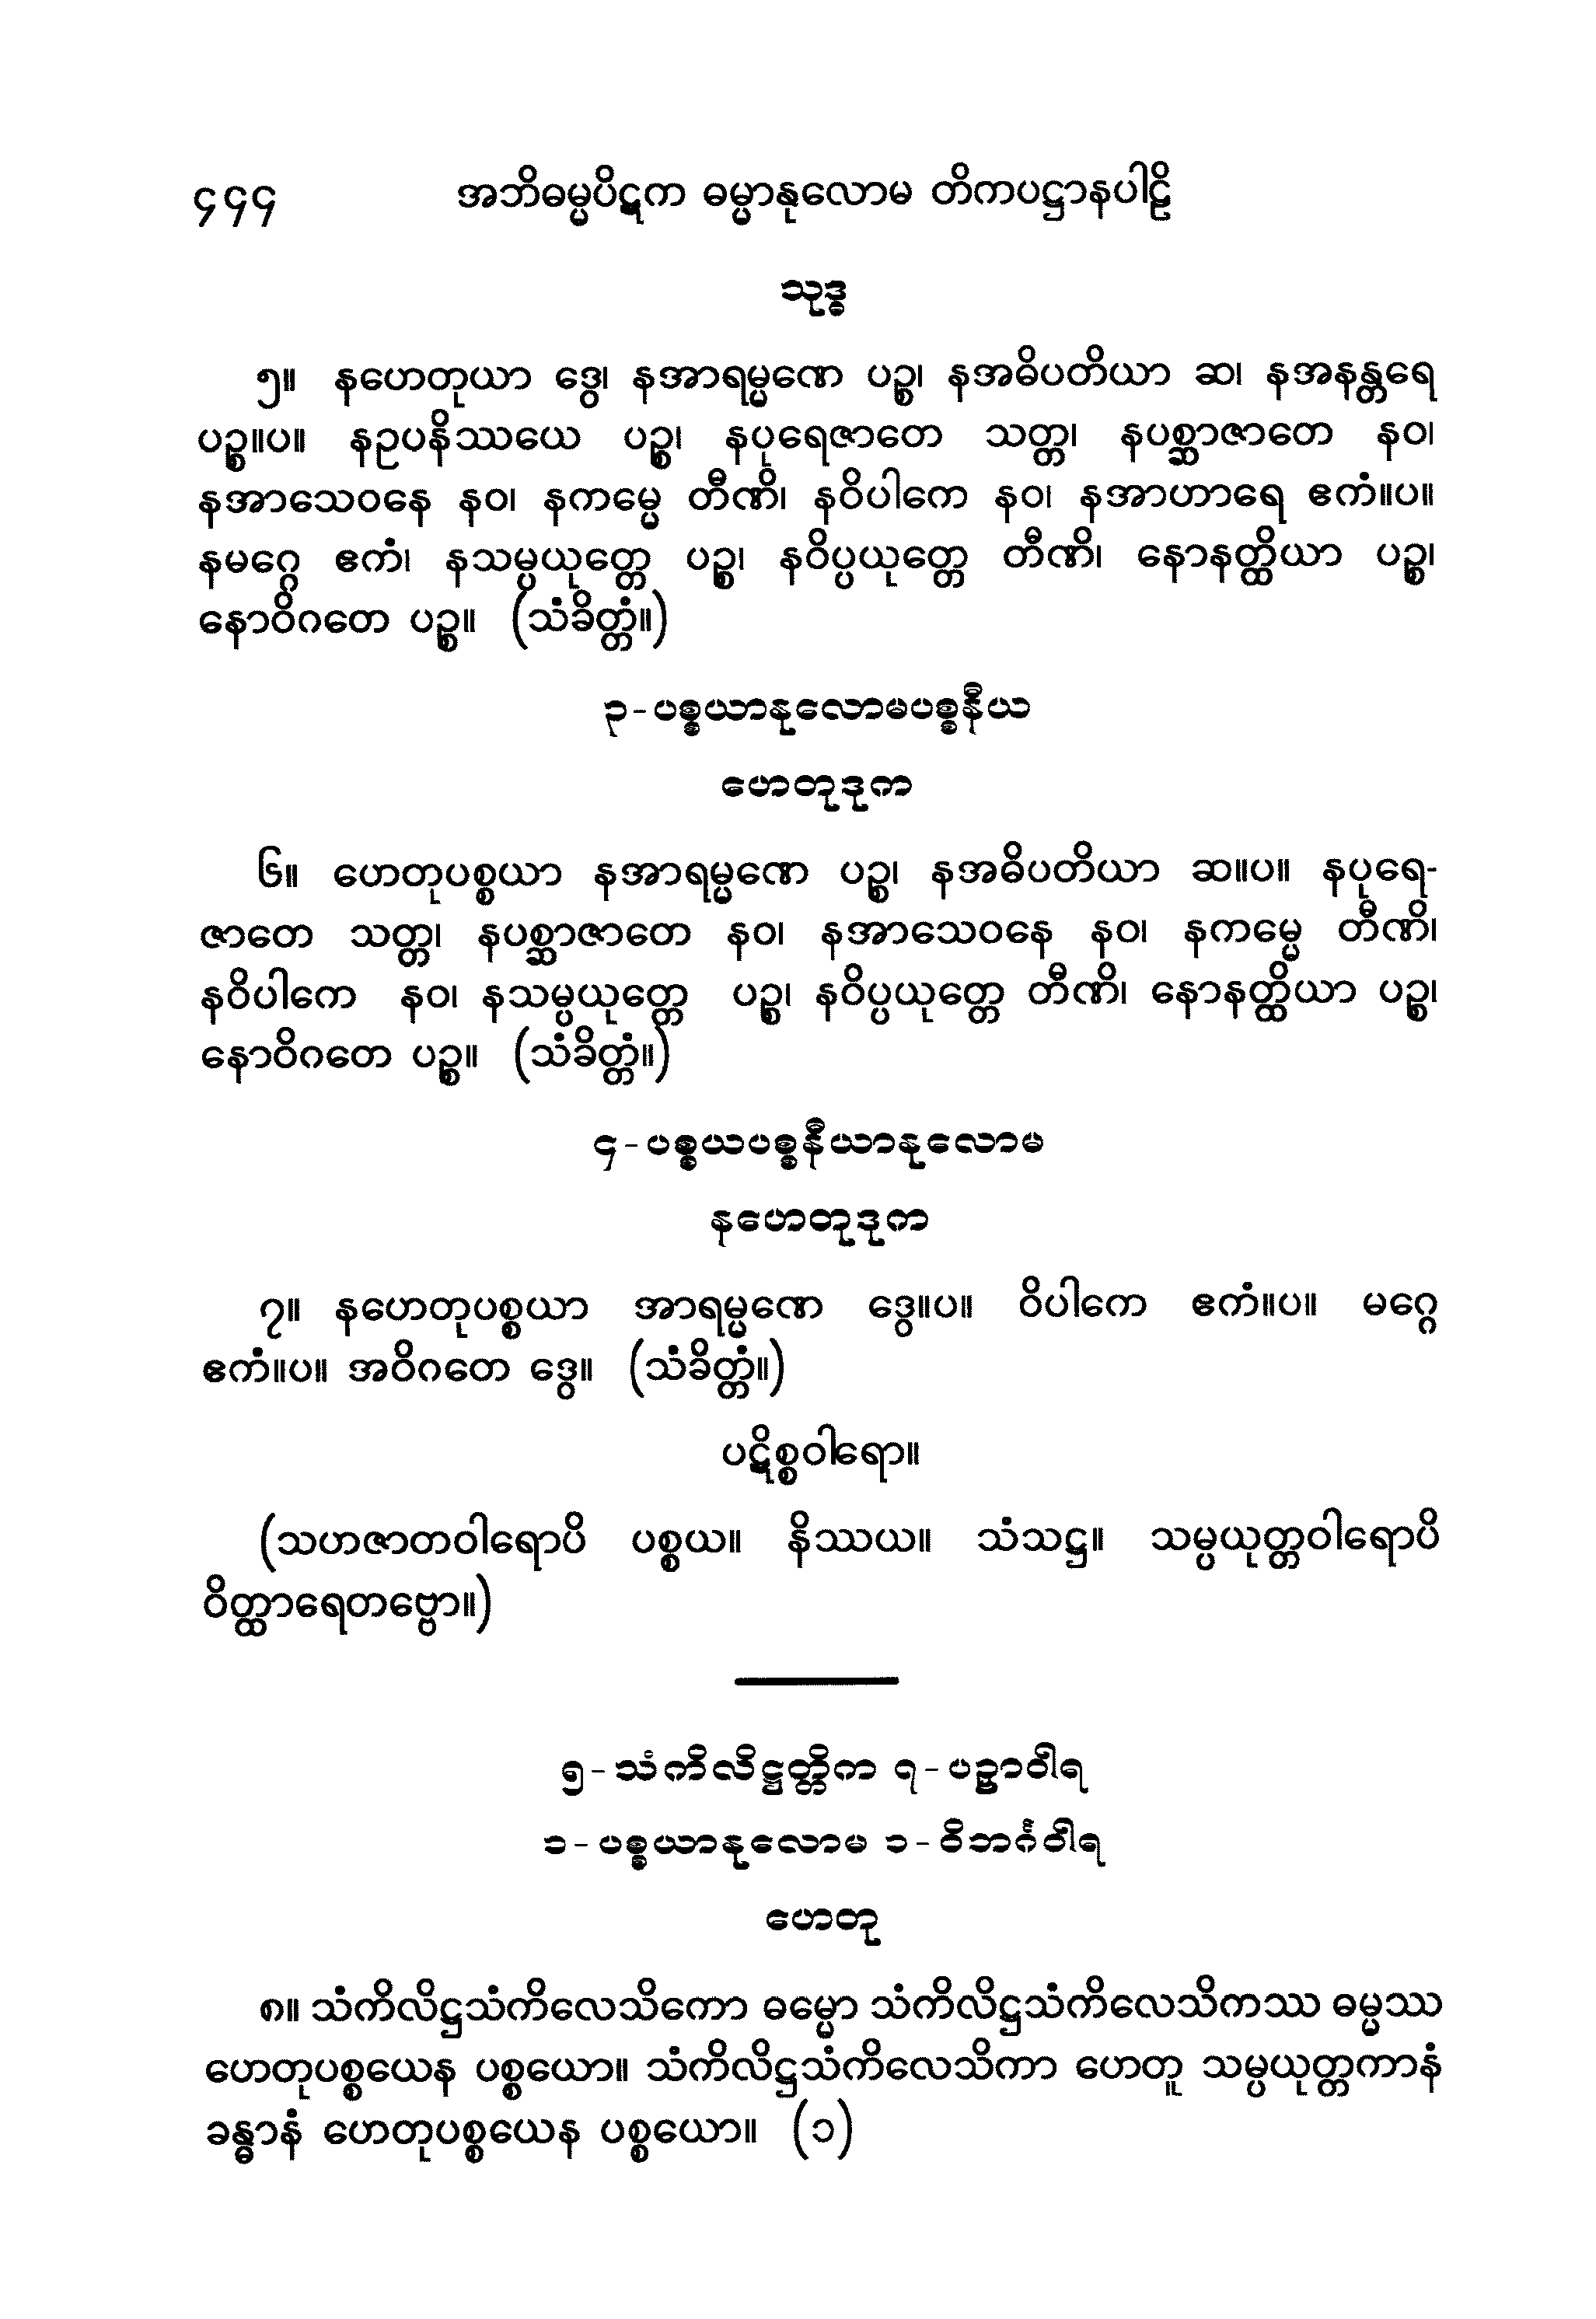 ၄၄၄ အဘိဓမ္မပိဋက ဓမ္မာနုလောမ တိကပဋ္ဌာနပါဠိ
သုဒ္ဓ
၅။ နဟေတုယာ ဒွေ၊ နအာရမ္မဏေ ပဉ္စ၊ နအဓိပတိယာ ဆ၊ နအနန္တရေ
ပဉ္စ။ပ။ နဥပနိဿယေ ပဉ္စ၊ နပုရေဇာတေ သတ္တ၊ နပစ္ဆာဇာတေ နဝ၊
နအာသေဝနေ နဝ၊ နကမ္မေ တီဏိ၊ နဝိပါကေ နဝ၊ နအာဟာရေ ဧကံ။ပ။
နမဂ္ဂေ ဧကံ၊ နသမ္ပယုတ္တေ ပဉ္စ၊ နဝိပ္ပယုတ္တေ တီဏိ၊ နောနတ္ထိယာ ပဉ္စ၊
နောဝိဂတေ ပဉ္စ။ (သံခိတ္တံ။)
၃-ပစ္စယာနုလောမပစ္စနီယ
ဟေတုဒုက
၆။ ဟေတုပစ္စယာ နအာရမ္မဏေ ပဉ္စ၊ နအဓိပတိယာ ဆ။ပ။ နပုရေ-
ဇာတေ သတ္တ၊ နပစ္ဆာဇာတေ နဝ၊ နအာသေဝနေ နဝ၊ နကမ္မေ တီဏိ၊
နဝိပါကေ နဝ၊ နသမ္ပယုတ္တေ ပဉ္စ၊ နဝိပ္ပယုတ္တေ တီဏိ၊ နောနတ္ထိယာ ပဉ္စ၊
နောဝိဂတေ ပဉ္စ။ (သံခိတ္တံ။)
၄-ပစ္စယပစ္စနီယာနုလောမ
နဟေတုဒုက
၇။ နဟေတုပစ္စယာ အာရမ္မဏေ ဒွေ။ပ။ ဝိပါကေ ဧကံ။ပ။ မဂ္ဂေ
ဧကံ။ပ။ အဝိဂတေ ဒွေ။ (သံခိတ္တံ။)
ပဋိစ္စဝါရော။
(သဟဇာတဝါရောပိ ပစ္စယ။ နိဿယ။ သံသဋ္ဌ။ သမ္ပယုတ္တဝါရောပိ
ဝိတ္ထာရေတဗ္ဗော။)
၅-သံကိလိဋ္ဌတ္တိက ၇-ပဉှာဝါရ
၁-ပစ္စယာနုလောမ ၁-ဝိဘင်္ဂဝါရ
ဟေတု
၈။ သံကိလိဋ္ဌသံကိလေသိကော ဓမ္မော သံကိလိဋ္ဌသံကိလေသိကဿ ဓမ္မဿ
ဟေတုပစ္စယေန ပစ္စယော။ သံကိလိဋ္ဌသံကိလေသိကာ ဟေတူ သမ္ပယုတ္တကာနံ
ခန္ဓာနံ ဟေတုပစ္စယေန ပစ္စယော။ (၁)